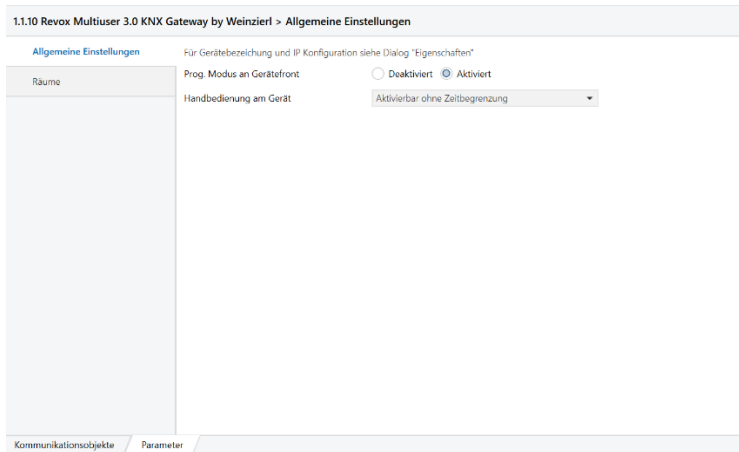 1.1.10 Revox Multiuser 3.0 KNX Gateway by Weinzierl > Allgemeine Einstellungen
Allgemeine Einstellungen
Räume
Für Gerätebezeichung und IP Konfiguration siehe Dialog "Eigenschaften"
Prog. Modus an Gerätefront Deaktiviert Aktiviert
Handbedienung am Gerät Aktivierbar ohne Zeitbegrenzung
Kommunikationsobjekte Parameter